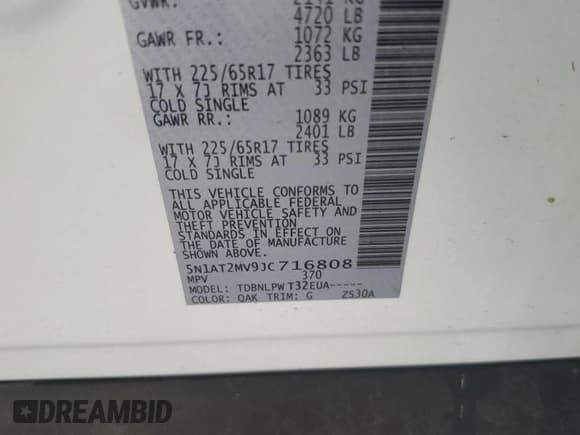 GVWR:
4720 LB
GAWR FR.: 1072 KG
2363 LB
WITH 225/65R17 TIRES
17 X 7J RIMS AT 33 PSI
COLD SINGLE
GAWR RR.: 1089 KG
2401 LB
WITH 225/65R17 TIRES
17 X 7J RIMS AT 33 PSI
COLD SINGLE
THIS VEHICLE CONFORMS TO
ALL APPLICABLE FEDERAL
MOTOR VEHICLE SAFETY AND
THEFT PREVENTION
STANDARDS IN EFFECT ON
THE DATE OF MANUFACTURE
SHOWN ABOVE.
5N1AT2MV9JC716808
MPV 370
MODEL: TDBNLPW T32EUA-----
COLOR: QAK TRIM: G ZS30A
DREAMBID